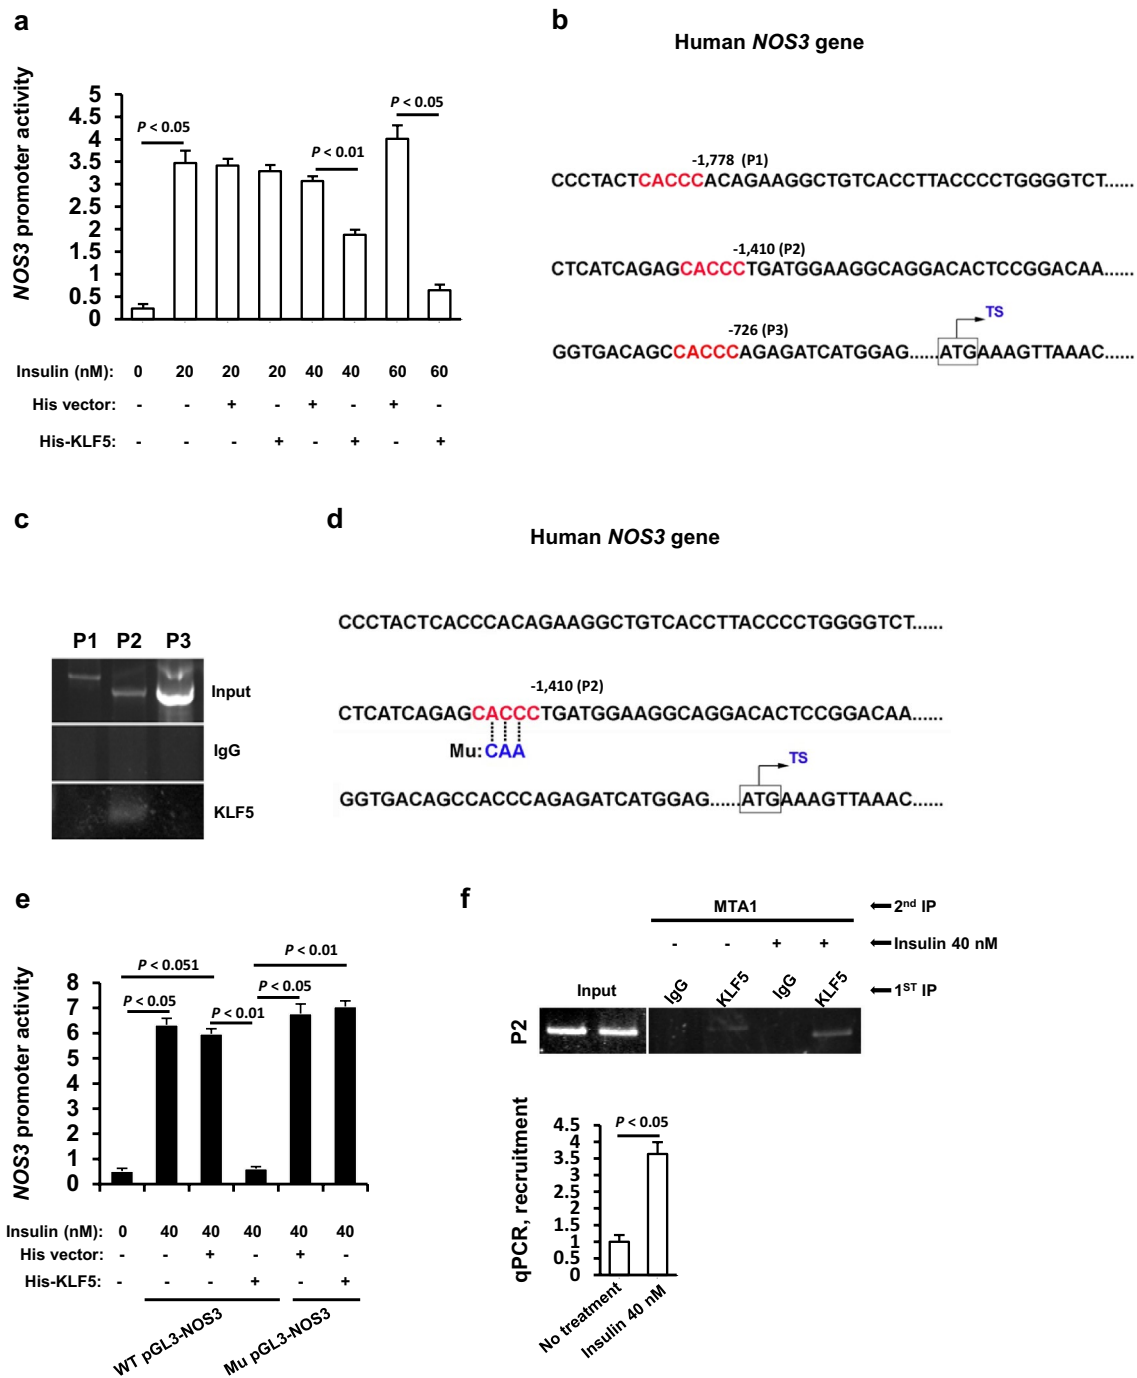 a
NOS3 promoter activity
5
4.5
4
3.5
3
2.5
2
1.5
1
0.5
0
P < 0.05
P < 0.01
P < 0.05
Insulin (nM): 0 20 20 20 40 40 60 60
His vector: - - + - + - + -
His-KLF5: - - - + - + - +
b
Human NOS3 gene
-1,778 (P1)
CCCTACTCACCCACAGAAGGCTGTCACCTTACCCCTGGGGTCT......
-1,410 (P2)
CTCATCAGAGCACCCTGATGGAAGGCAGGACACTCCGGACAA......
-726 (P3)
TS
GGTGACAGCCACCCAGAGATCATGGAG......ATGAAAGTTAAAC......
c
P1 P2 P3
Input
IgG
KLF5
d
Human NOS3 gene
CCCTACTCACCCACAGAAGGCTGTCACCTTACCCCTGGGGTCT......
-1,410 (P2)
CTCATCAGAGCACCCTGATGGAAGGCAGGACACTCCGGACAA......
Mu: CAA
TS
GGTGACAGCCACCCAGAGATCATGGAG......ATGAAAGTTAAAC......
e
NOS3 promoter activity
8
7
6
5
4
3
2
1
0
P < 0.01
P < 0.051
P < 0.05
P < 0.05
P < 0.01
Insulin (nM): 0 40 40 40 40 40
His vector: - - + - + -
His-KLF5: - - - + - +
WT pGL3-NOS3
Mu pGL3-NOS3
f
MTA1
2nd IP
- - + + Insulin 40 nM
Input IgG KLF5 IgG KLF5 1ST IP
P2
qPCR, recruitment
4.5
4
3.5
3
2.5
2
1.5
1
0.5
0
P < 0.05
No treatment
Insulin 40 nM